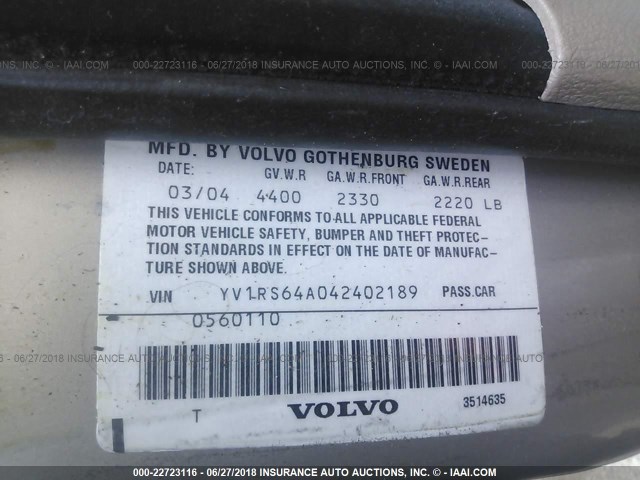 000-22723116 - 06/27/2018 INSURANCE AUTO AUCTIONS, INC. - IAAI.COM
MFD. BY VOLVO GOTHENBURG SWEDEN
DATE: GV.W.R GA.W.R.FRONT GA.W.R.REAR
03/04 4400 2330 2220 LB
THIS VEHICLE CONFORMS TO ALL APPLICABLE FEDERAL
MOTOR VEHICLE SAFETY, BUMPER AND THEFT PROTEC-
TION STANDARDS IN EFFECT ON THE DATE OF MANUFAC-
TURE SHOWN ABOVE.
VIN YV1RS64A042402189 PASS.CAR
0560110
T VOLVO 3514635
000-22723116 - 06/27/2018 INSURANCE AUTO AUCTIONS, INC. - IAAI.COM